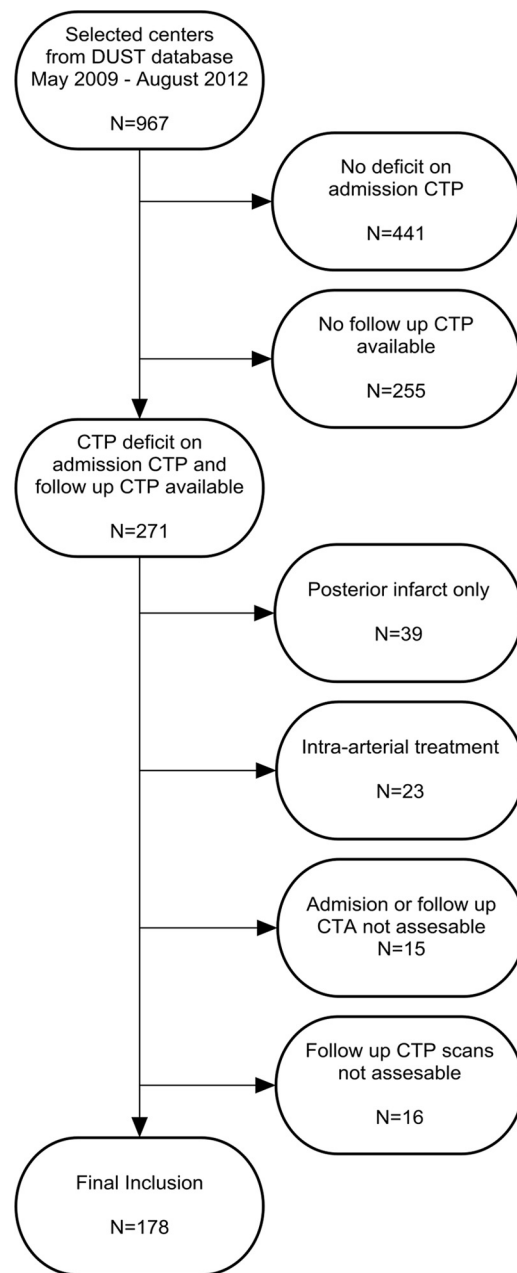 Selected centers
from DUST database
May 2009 - August 2012
N=967
No deficit on
admission CTP
N=441
No follow up CTP
available
N=255
CTP deficit on
admission CTP and
follow up CTP available
N=271
Posterior infarct only
N=39
Intra-arterial treatment
N=23
Admision or follow up
CTA not assesable
N=15
Follow up CTP scans
not assesable
N=16
Final Inclusion
N=178